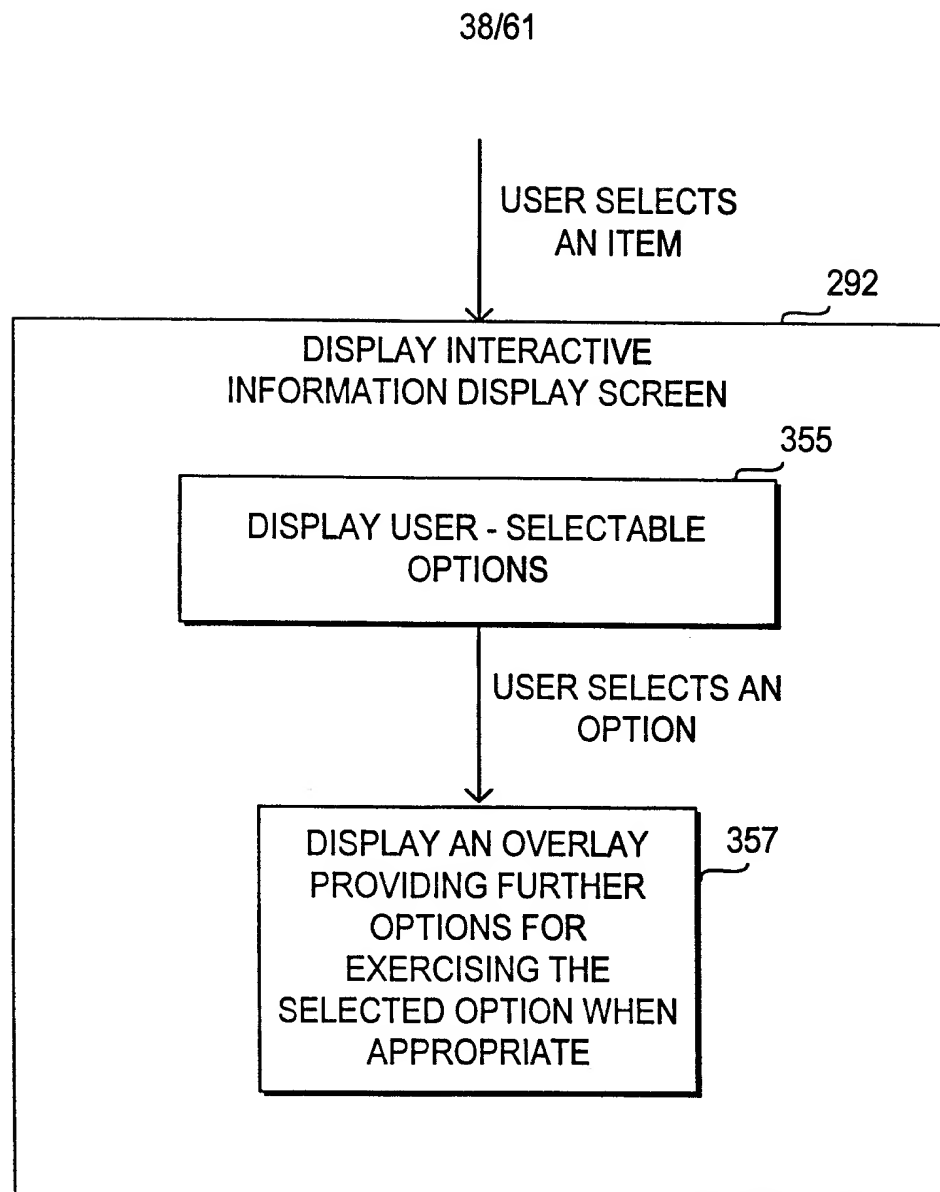 38/61
USER SELECTS
AN ITEM
292
DISPLAY INTERACTIVE
INFORMATION DISPLAY SCREEN
355
DISPLAY USER - SELECTABLE
OPTIONS
USER SELECTS AN
OPTION
DISPLAY AN OVERLAY
PROVIDING FURTHER
OPTIONS FOR
EXERCISING THE
SELECTED OPTION WHEN
APPROPRIATE
357